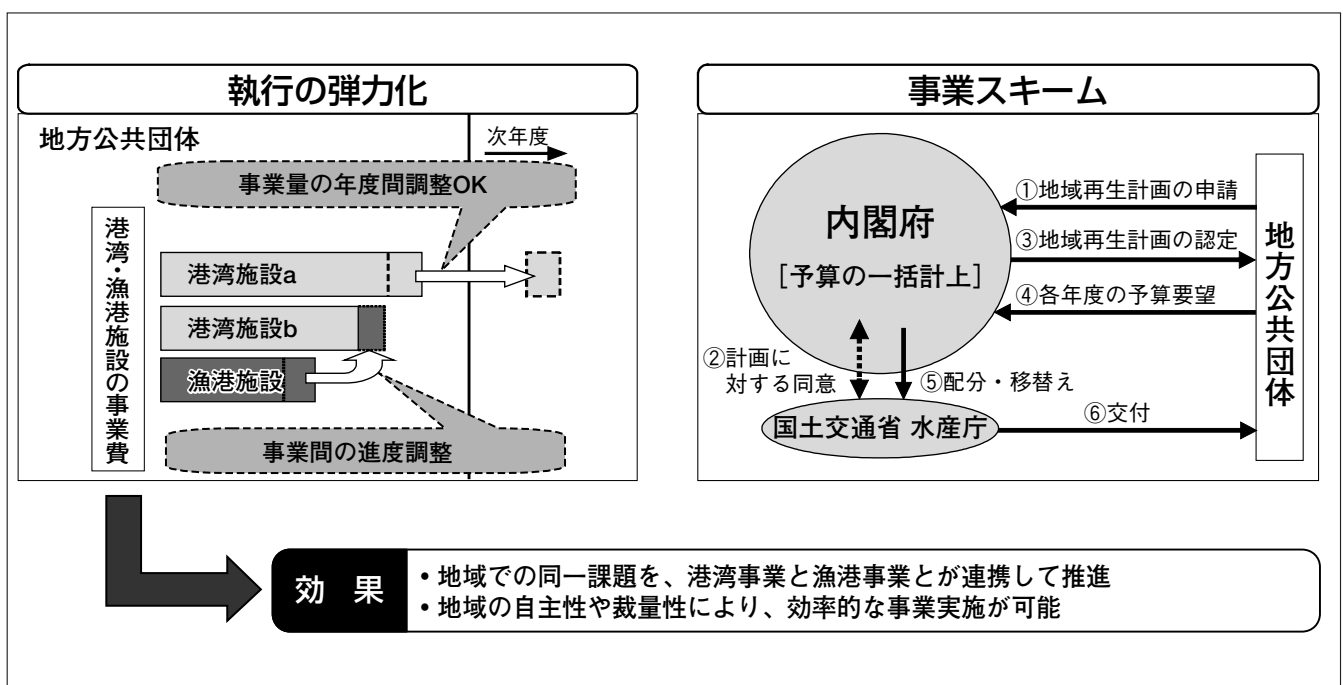 執行の弾力化
地方公共団体
次年度
事業量の年度間調整OK
港湾・漁港施設の事業費
港湾施設a
港湾施設b
漁港施設
事業間の進度調整
事業スキーム
内閣府
［予算の一括計上］
①地域再生計画の申請
③地域再生計画の認定
④各年度の予算要望
②計画に
対する同意
⑤配分・移替え
国土交通省 水産庁
⑥交付
地方公共団体
効 果
・地域での同一課題を、港湾事業と漁港事業とが連携して推進
・地域の自主性や裁量性により、効率的な事業実施が可能